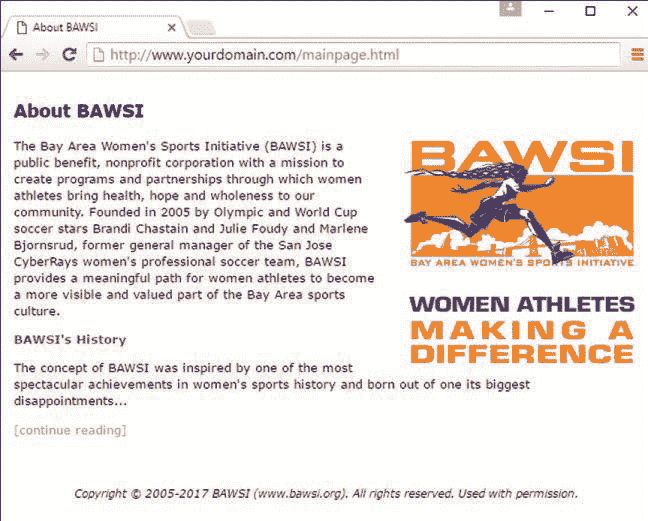 About BAWSI
http://www.yourdomain.com/mainpage.html
About BAWSI
The Bay Area Women's Sports Initiative (BAWSI) is a
public benefit, nonprofit corporation with a mission to
create programs and partnerships through which women
athletes bring health, hope and wholeness to our
community. Founded in 2005 by Olympic and World Cup
soccer stars Brandi Chastain and Julie Foudy and Marlene
Bjornsrud, former general manager of the San Jose
CyberRays women's professional soccer team, BAWSI
provides a meaningful path for women athletes to become
a more visible and valued part of the Bay Area sports
culture.
BAWSI
BAY AREA WOMEN'S SPORTS INITIATIVE
WOMEN ATHLETES
MAKING A
DIFFERENCE
BAWSI's History
The concept of BAWSI was inspired by one of the most
spectacular achievements in women's sports history and born out of one its biggest
disappointments...
[continue reading]
Copyright © 2005-2017 BAWSI (www.bawsi.org). All rights reserved. Used with permission.